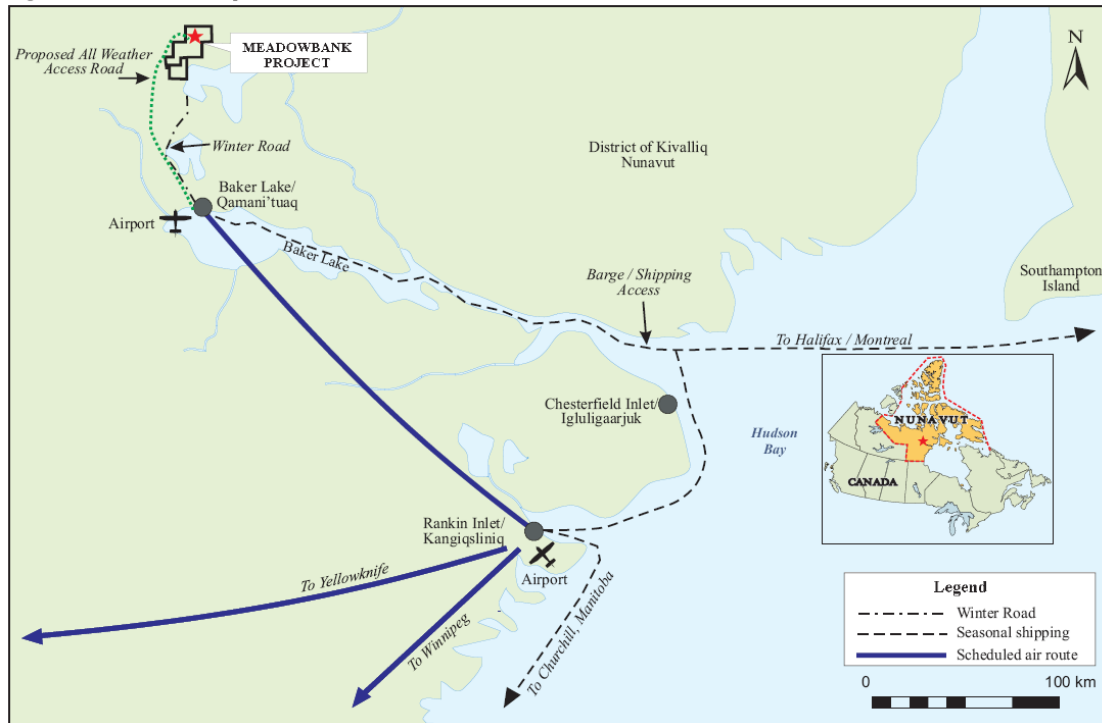 MEADOWBANK
PROJECT
Proposed All Weather
Access Road
N
Winter Road
District of Kivalliq
Nunavut
Baker Lake/
Qamani'tuaq
Airport
Baker Lake
Barge / Shipping
Access
Southampton
Island
To Halifax / Montreal
Chesterfield Inlet/
Igluligaarjuk
Hudson
Bay
NUNAVUT
CANADA
Rankin Inlet/
Kangiqsliniq
Airport
To Yellowknife
To Winnipeg
To Churchill, Manitoba
Legend
Winter Road
Seasonal shipping
Scheduled air route
0 100 km